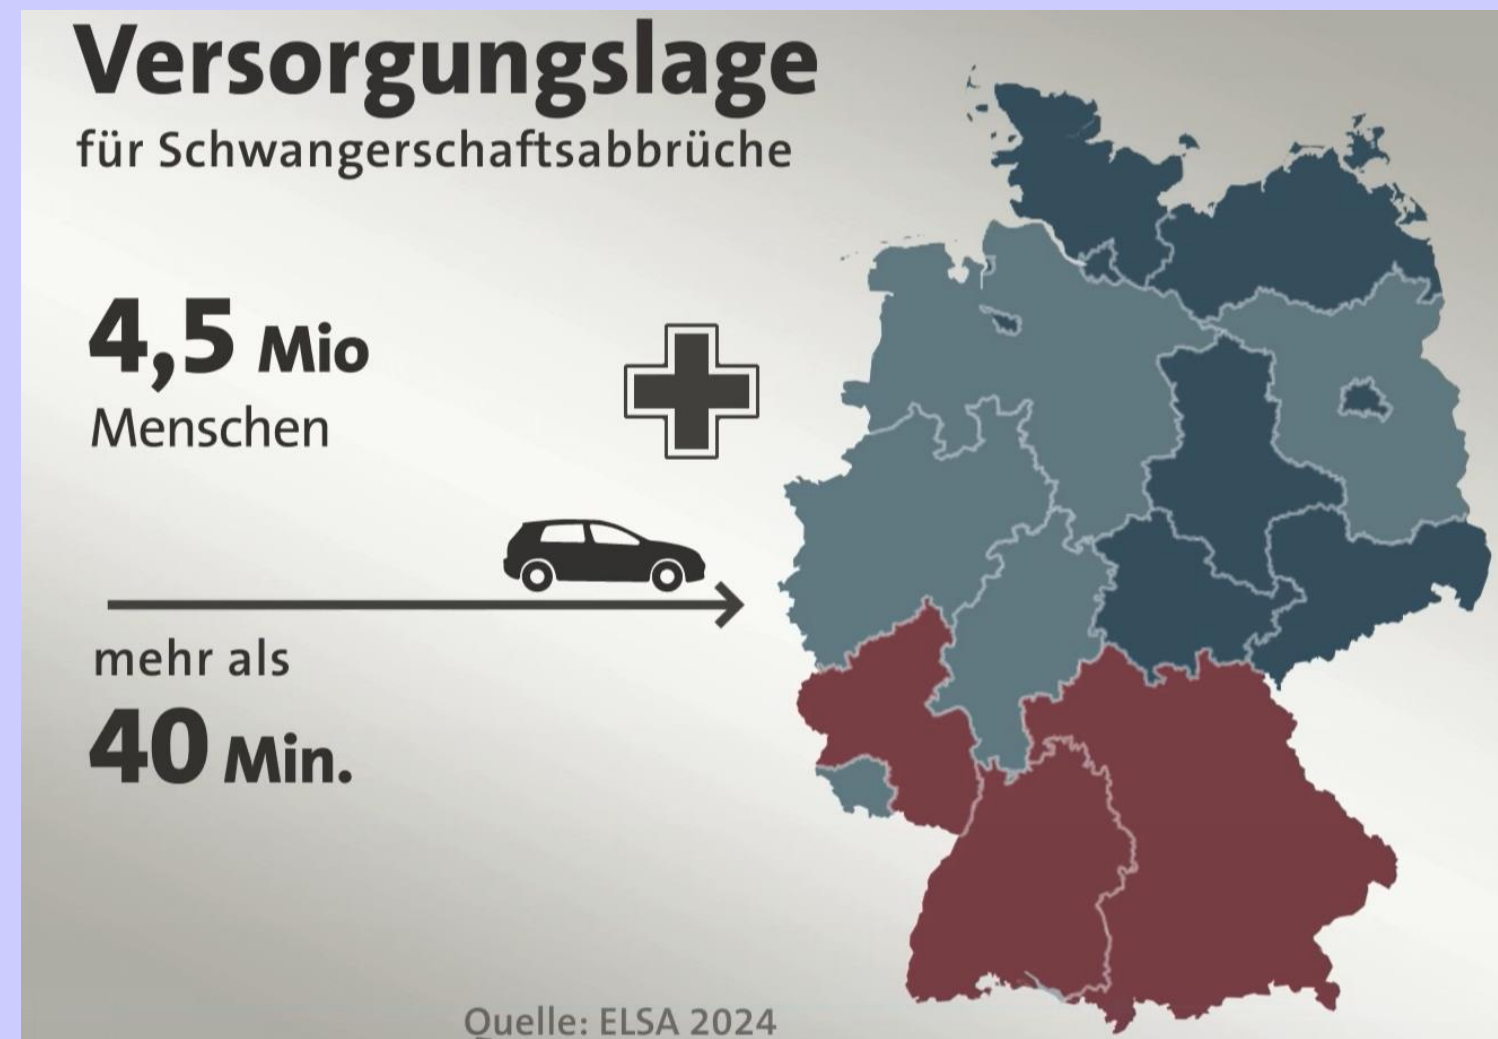 Versorgungslage
für Schwangerschaftsabbrüche
4,5 Mio
Menschen
mehr als
40 Min.
Quelle: ELSA 2024